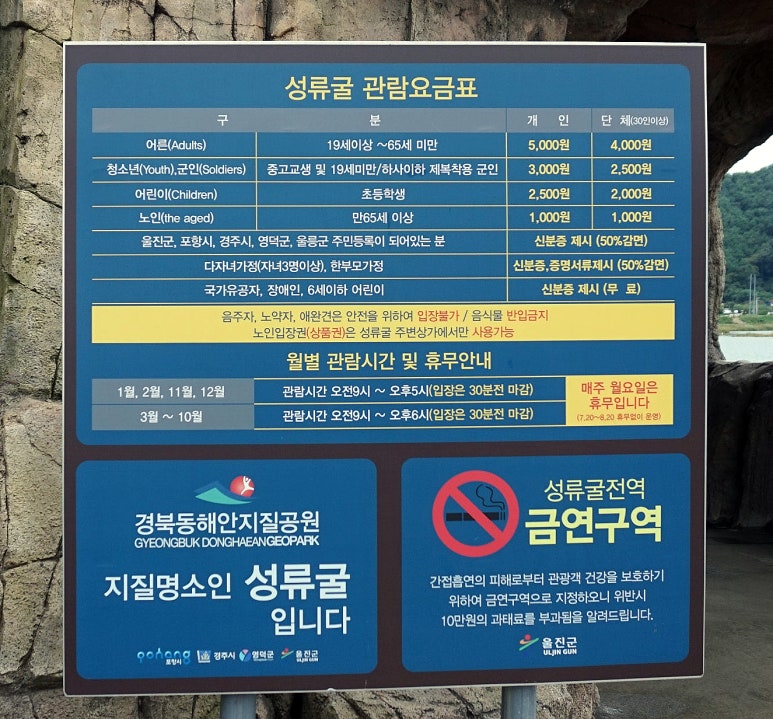 성류굴 관람요금표
구 분 개 인 단 체(30인이상)
어른(Adults) 19세이상 ~65세 미만 5,000원 4,000원
청소년(Youth),군인(Soldiers) 중고교생 및 19세미만/하사이하 제복착용 군인 3,000원 2,500원
어린이(Children) 초등학생 2,500원 2,000원
노인(the aged) 만65세 이상 1,000원 1,000원
울진군, 포항시, 경주시, 영덕군, 울릉군 주민등록이 되어있는 분 신분증 제시 (50%감면)
다자녀가정(자녀3명이상), 한부모가정 신분증,증명서류제시 (50%감면)
국가유공자, 장애인, 6세이하 어린이 신분증 제시 (무 료)
음주자, 노약자, 애완견은 안전을 위하여 입장불가 / 음식물 반입금지
노인입장권(상품권)은 성류굴 주변상가에서만 사용가능
월별 관람시간 및 휴무안내
1월, 2월, 11월, 12월 관람시간 오전9시 ~ 오후5시(입장은 30분전 마감)
3월 ~ 10월 관람시간 오전9시 ~ 오후6시(입장은 30분전 마감)
매주 월요일은
휴무입니다
(7.20~8.20 휴무없이 운영)
경북동해안지질공원
GYEONGBUK DONGHAEANGEOPARK
지질명소인 성류굴
입니다
pohang 포항시 경주시 영덕군 울진군 ULJIN GUN
성류굴전역
금연구역
간접흡연의 피해로부터 관광객 건강을 보호하기
위하여 금연구역으로 지정하오니 위반시
10만원의 과태료를 부과됨을 알려드립니다.
울진군
ULJIN GUN